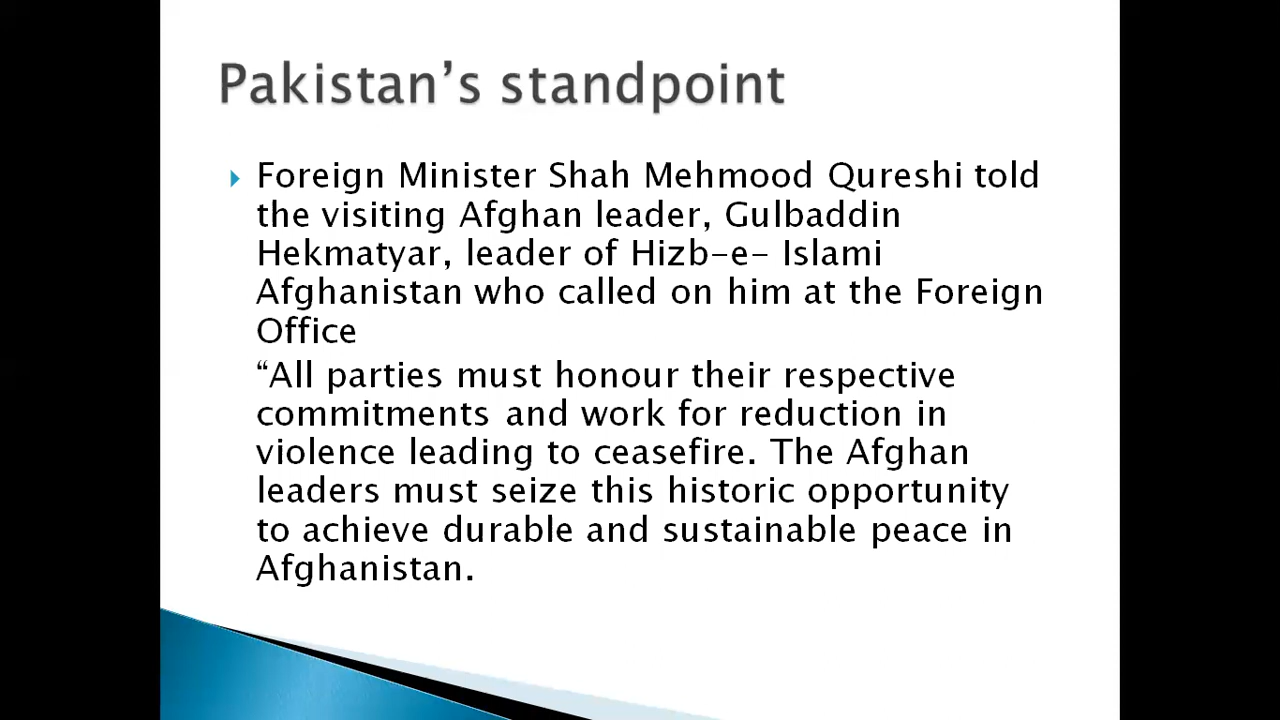 Pakistan’s standpoint
Foreign Minister Shah Mehmood Qureshi told
the visiting Afghan leader, Gulbaddin
Hekmatyar, leader of Hizb-e- Islami
Afghanistan who called on him at the Foreign
Office
“All parties must honour their respective
commitments and work for reduction in
violence leading to ceasefire. The Afghan
leaders must seize this historic opportunity
to achieve durable and sustainable peace in
Afghanistan.